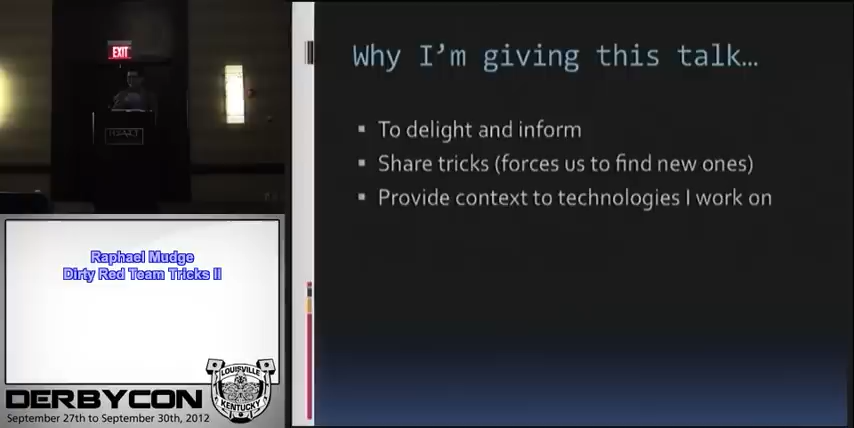 EXIT
HYATT
Raphael Mudge
Dirty Red Team Tricks II
DERBYCON
September 27th to September 30th, 2012
LOUISVILLE
KENTUCKY
Why I'm giving this talk…
▪ To delight and inform
▪ Share tricks (forces us to find new ones)
▪ Provide context to technologies I work on